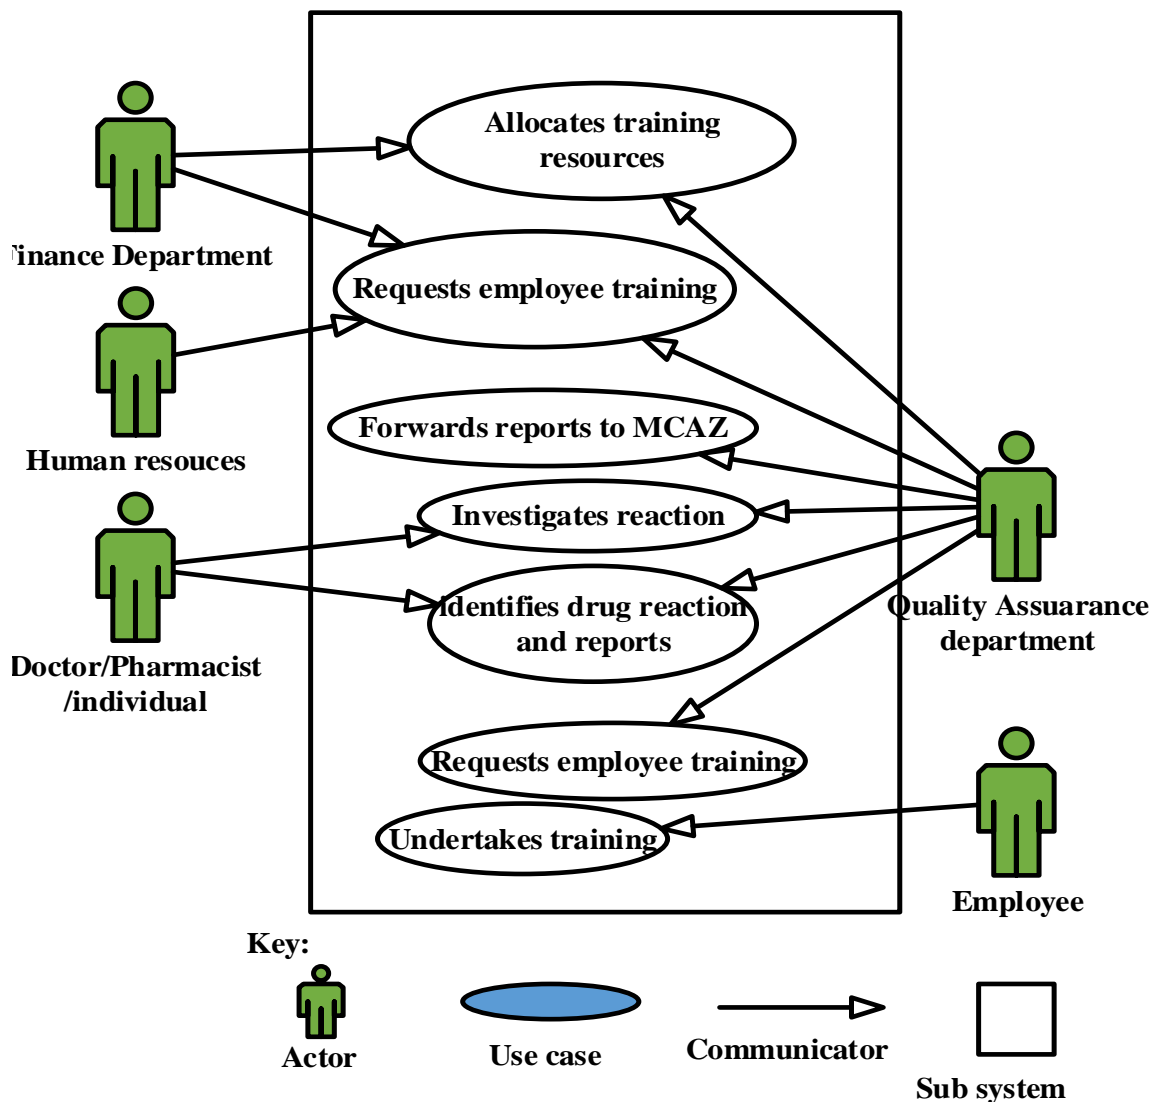 Allocates training
resources
Finance Department
Requests employee training
Human resouces
Forwards reports to MCAZ
Investigates reaction
identifies drug reaction
and reports
Doctor/Pharmacist
/individual
Quality Assuarance
department
Requests employee training
Undertakes training
Employee
Key:
Actor
Use case
Communicator
Sub system